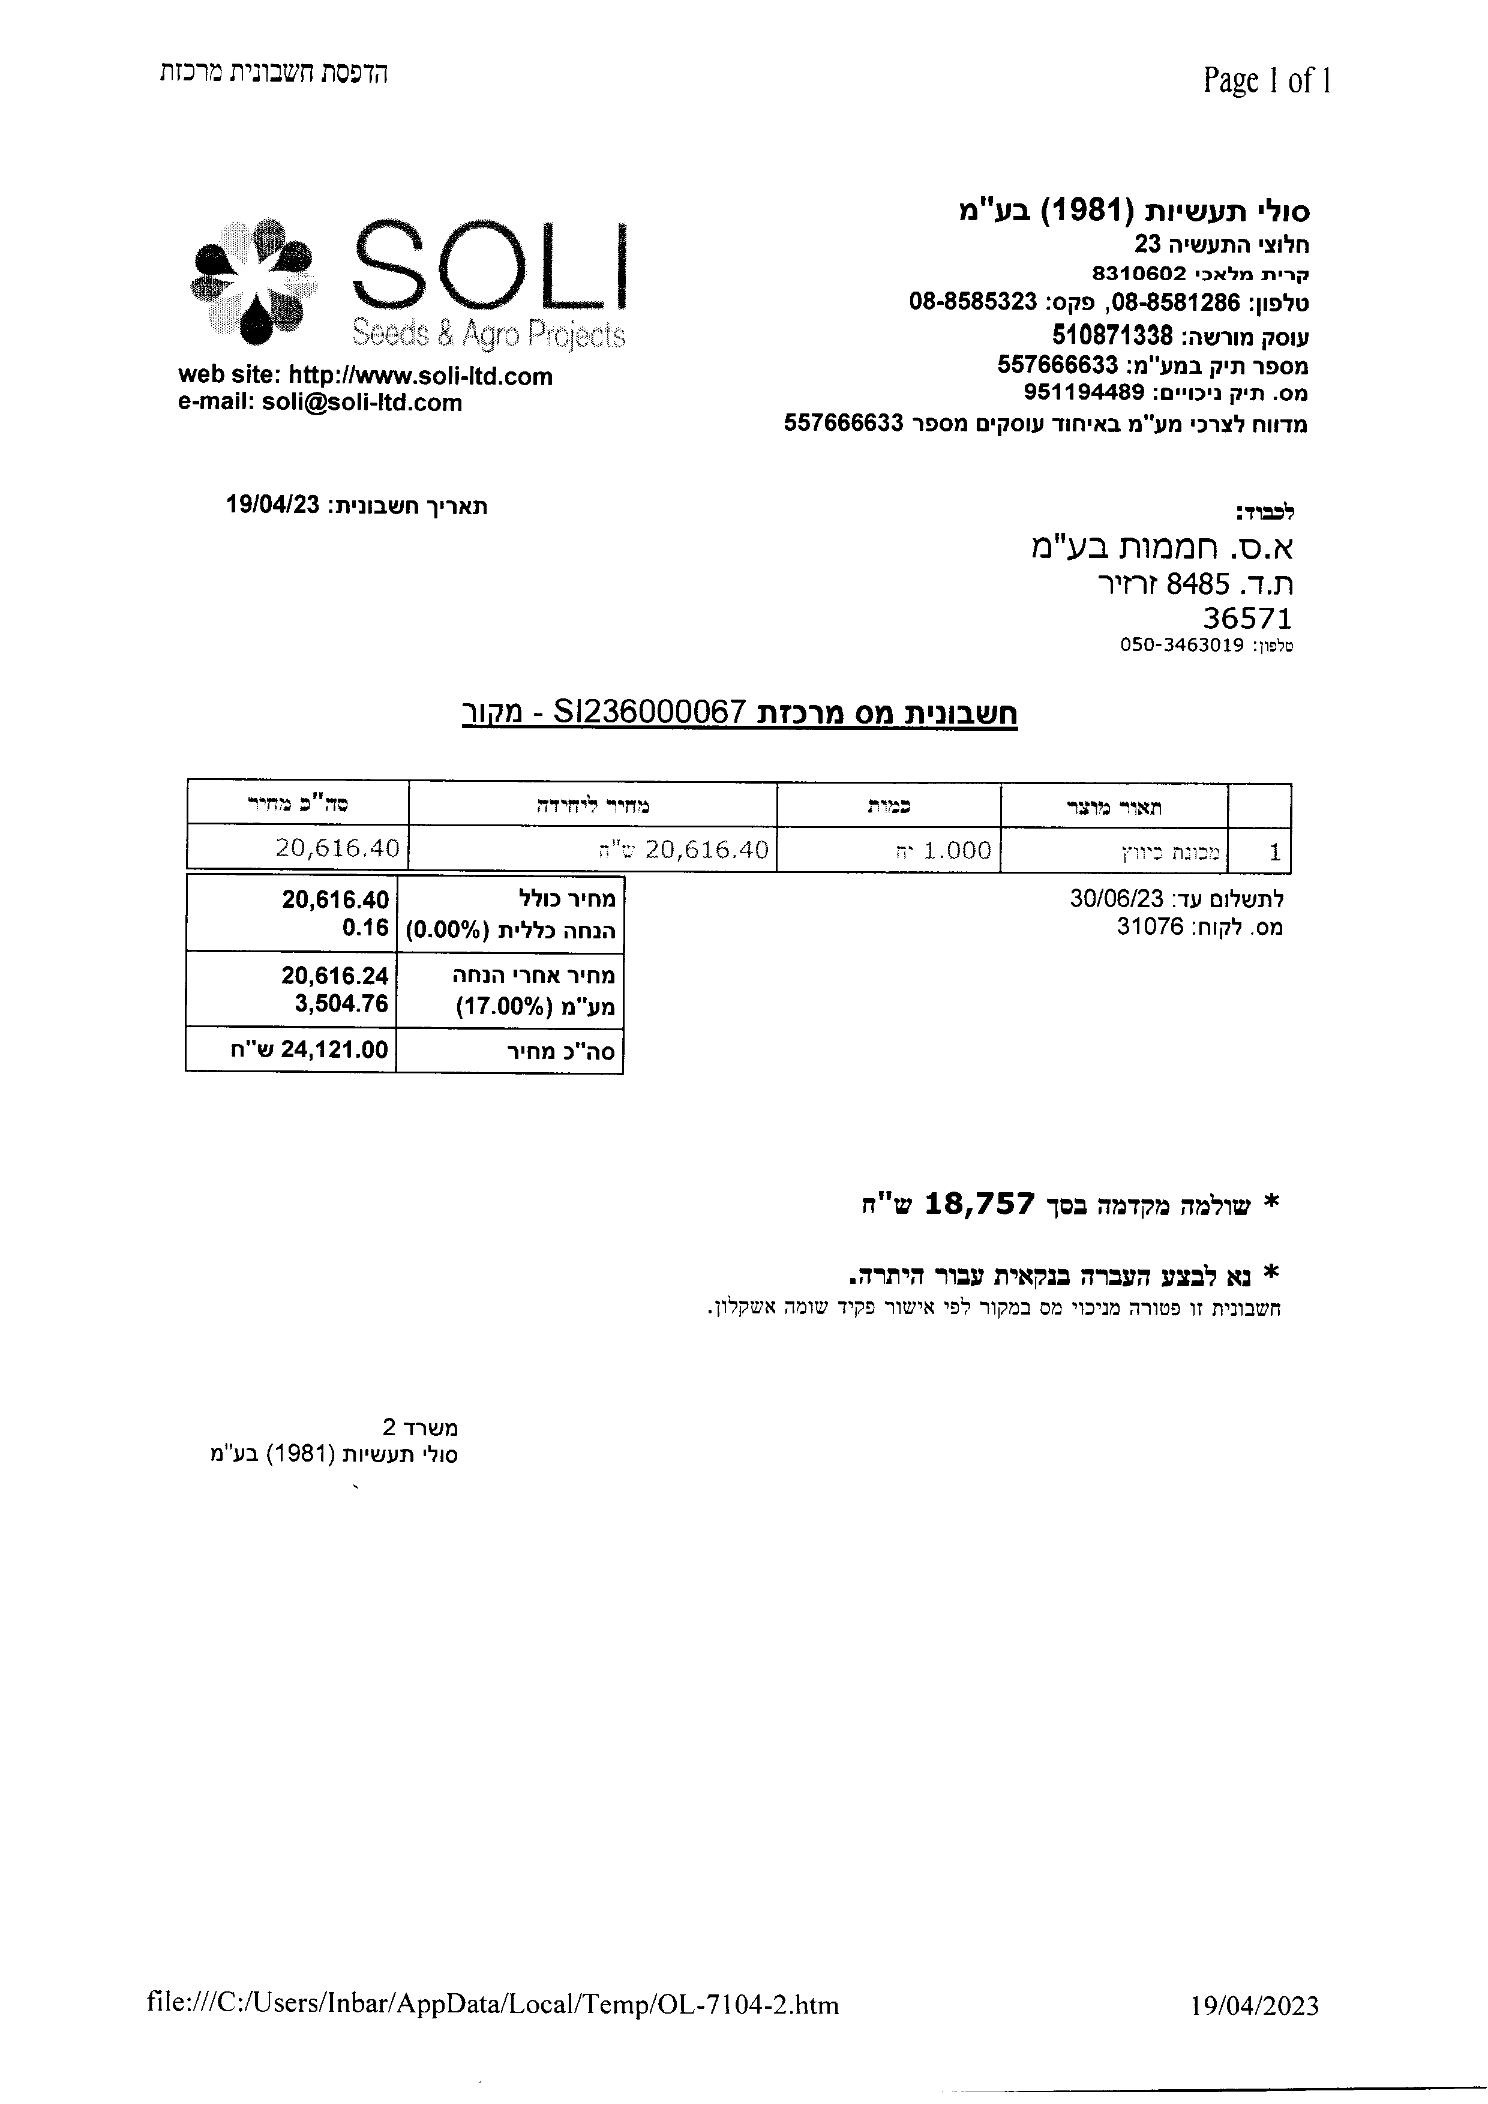 הדפסת חשבונית מרכזת
Page 1 of 1
סולי תעשיות (1981) בע"מ
חלוצי התעשיה 23
קרית מלאכי 8310602
טלפון: 08-8581286, פקס: 08-8585323
עוסק מורשה: 510871338
מספר תיק במע"מ: 557666633
מס. תיק ניכויים: 951194489
מדווח לצרכי מע"מ באיחוד עוסקים מספר 557666633
SOLI
Seeds & Agro Projects
web site: http://www.soli-ltd.com
e-mail: soli@soli-ltd.com
תאריך חשבונית: 19/04/23
לכבוד:
א.ס. חממות בע"מ
ת.ד. 8485 זרזיר
36571
טלפון: 050-3463019
חשבונית מס מרכזת SI236000067 - מקור
תאור מוצר כמות מחיר ליחידה סה"כ מחיר
1 מכונת כיווץ 1.000 יח 20,616.40 ש"ח 20,616.40
לתשלום עד: 30/06/23
מס. לקוח: 31076
מחיר כולל 20,616.40
הנחה כללית (0.00%) 0.16
מחיר אחרי הנחה 20,616.24
מע"מ (17.00%) 3,504.76
סה"כ מחיר 24,121.00 ש"ח
* שולמה מקדמה בסך 18,757 ש"ח
* נא לבצע העברה בנקאית עבור היתרה.
חשבונית זו פטורה מניכוי מס במקור לפי אישור פקיד שומה אשקלון.
משרד 2
סולי תעשיות (1981) בע"מ
file:///C:/Users/Inbar/AppData/Local/Temp/OL-7104-2.htm
19/04/2023